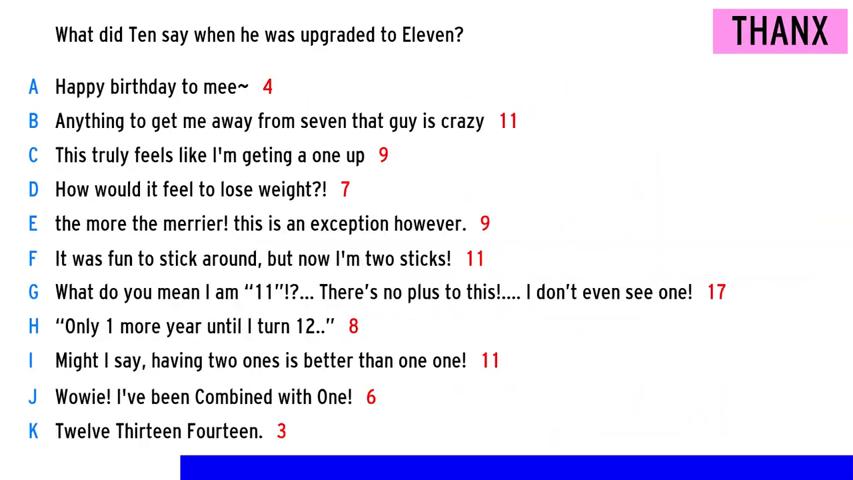 What did Ten say when he was upgraded to Eleven?
THANX
A Happy birthday to mee~ 4
B Anything to get me away from seven that guy is crazy 11
C This truly feels like I'm geting a one up 9
D How would it feel to lose weight?! 7
E the more the merrier! this is an exception however. 9
F It was fun to stick around, but now I'm two sticks! 11
G What do you mean I am “11”!?... There's no plus to this!.... I don't even see one! 17
H “Only 1 more year until I turn 12..” 8
I Might I say, having two ones is better than one one! 11
J Wowie! I've been Combined with One! 6
K Twelve Thirteen Fourteen. 3